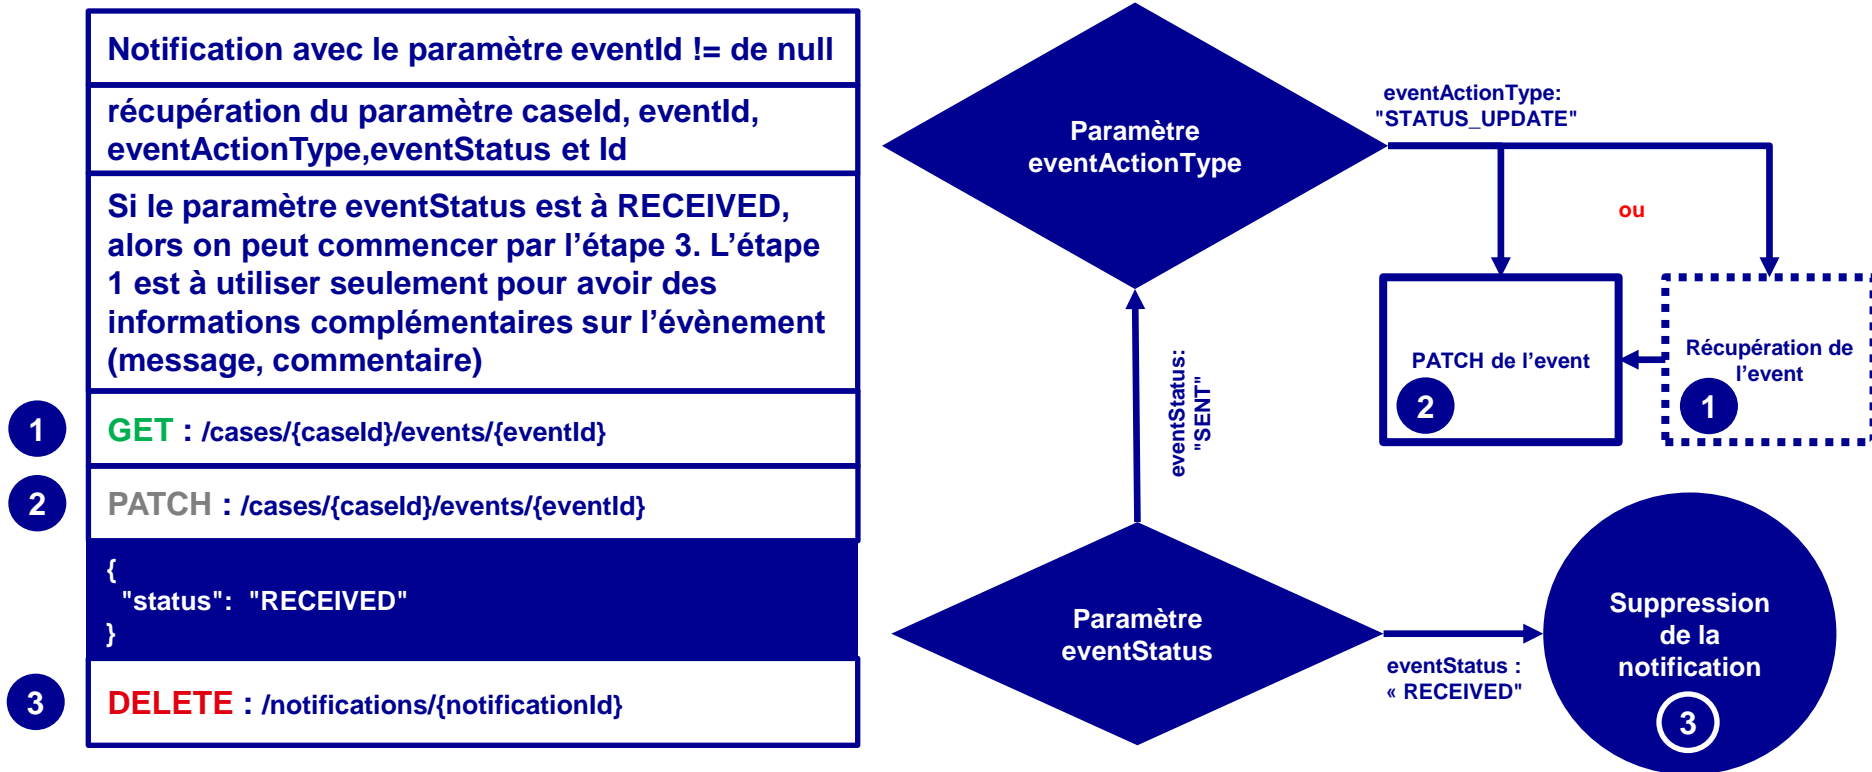 Notification avec le paramètre eventId != de null
récupération du paramètre caseId, eventId,
eventActionType,eventStatus et Id
Si le paramètre eventStatus est à RECEIVED,
alors on peut commencer par l’étape 3. L’étape
1 est à utiliser seulement pour avoir des
informations complémentaires sur l’évènement
(message, commentaire)
1
GET : /cases/{caseId}/events/{eventId}
2
PATCH : /cases/{caseId}/events/{eventId}
{
"status": "RECEIVED"
}
3
DELETE : /notifications/{notificationId}
Paramètre
eventActionType
eventActionType:
"STATUS_UPDATE"
ou
PATCH de l’event
2
Récupération de
l’event
1
eventStatus:
"SENT"
Paramètre
eventStatus
eventStatus :
« RECEIVED"
Suppression
de la
notification
3